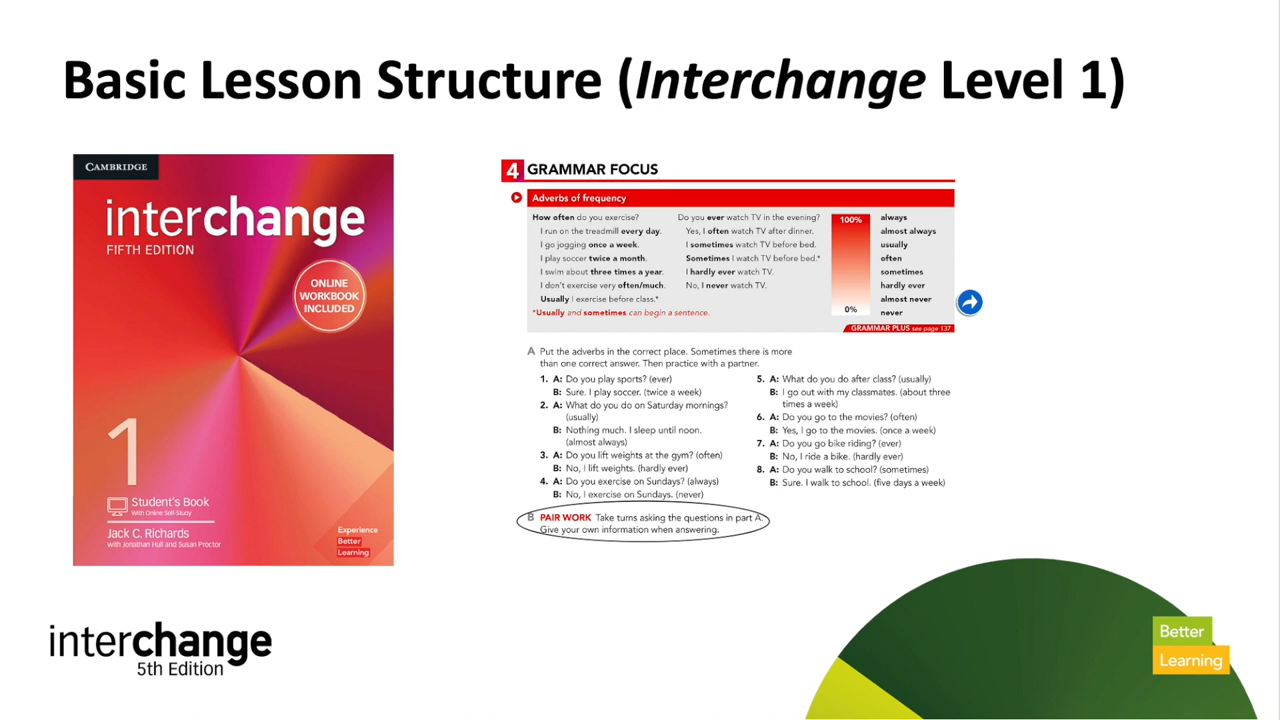 Basic Lesson Structure (Interchange Level 1)
CAMBRIDGE
interchange
FIFTH EDITION
ONLINE
WORKBOOK
INCLUDED
1
Student's Book
With Online Self-Study
Jack C. Richards
with Jonathan Hull and Susan Proctor
Experience
Better
Learning
4 GRAMMAR FOCUS
Adverbs of frequency
How often do you exercise?
I run on the treadmill every day.
I go jogging once a week.
I play soccer twice a month.
I swim about three times a year.
I don't exercise very often/much.
Usually I exercise before class.*
*Usually and sometimes can begin a sentence.
Do you ever watch TV in the evening?
Yes, I often watch TV after dinner.
I sometimes watch TV before bed.
Sometimes I watch TV before bed.*
I hardly ever watch TV.
No, I never watch TV.
100%
0%
always
almost always
usually
often
sometimes
hardly ever
almost never
never
GRAMMAR PLUS see page 137
A Put the adverbs in the correct place. Sometimes there is more
than one correct answer. Then practice with a partner.
1. A: Do you play sports? (ever)
B: Sure. I play soccer. (twice a week)
2. A: What do you do on Saturday mornings?
(usually)
B: Nothing much. I sleep until noon.
(almost always)
3. A: Do you lift weights at the gym? (often)
B: No, I lift weights. (hardly ever)
4. A: Do you exercise on Sundays? (always)
B: No, I exercise on Sundays. (never)
5. A: What do you do after class? (usually)
B: I go out with my classmates. (about three
times a week)
6. A: Do you go to the movies? (often)
B: Yes, I go to the movies. (once a week)
7. A: Do you go bike riding? (ever)
B: No, I ride a bike. (hardly ever)
8. A: Do you walk to school? (sometimes)
B: Sure. I walk to school. (five days a week)
B PAIR WORK Take turns asking the questions in part A.
Give your own information when answering.
interchange
5th Edition
Better
Learning